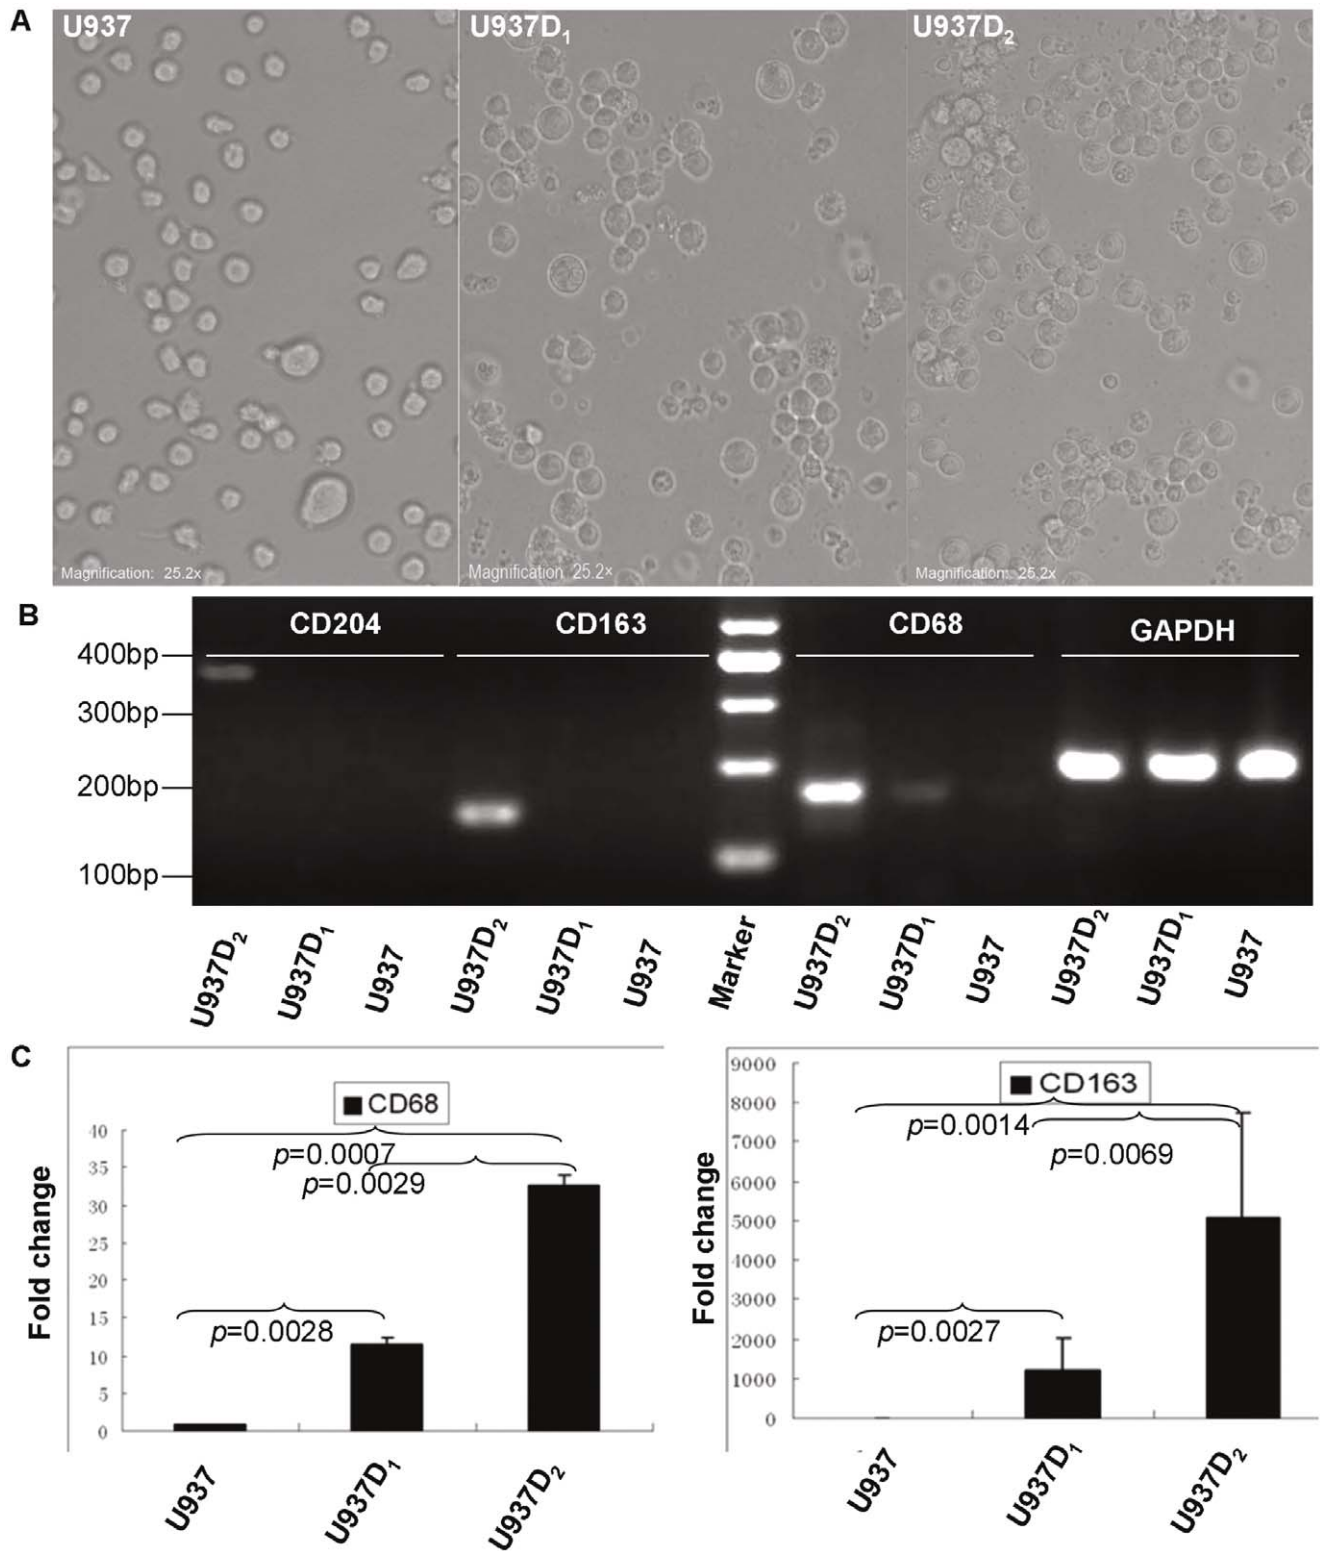 A
U937
U937D₁
U937D₂
Magnification: 25.2x
Magnification 25.2x
Magnification: 25.2x
B
CD204
CD163
CD68
GAPDH
400bp
300bp
200bp
100bp
U937D₂
U937D₁
U937
U937D₂
U937D₁
U937
Marker
U937D₂
U937D₁
U937
U937D₂
U937D₁
U937
C
CD68
Fold change
40
35
30
25
20
15
10
5
0
p=0.0007
p=0.0029
p=0.0028
U937
U937D₁
U937D₂
CD163
Fold change
9000
8000
7000
6000
5000
4000
3000
2000
1000
0
p=0.0014
p=0.0069
p=0.0027
U937
U937D₁
U937D₂